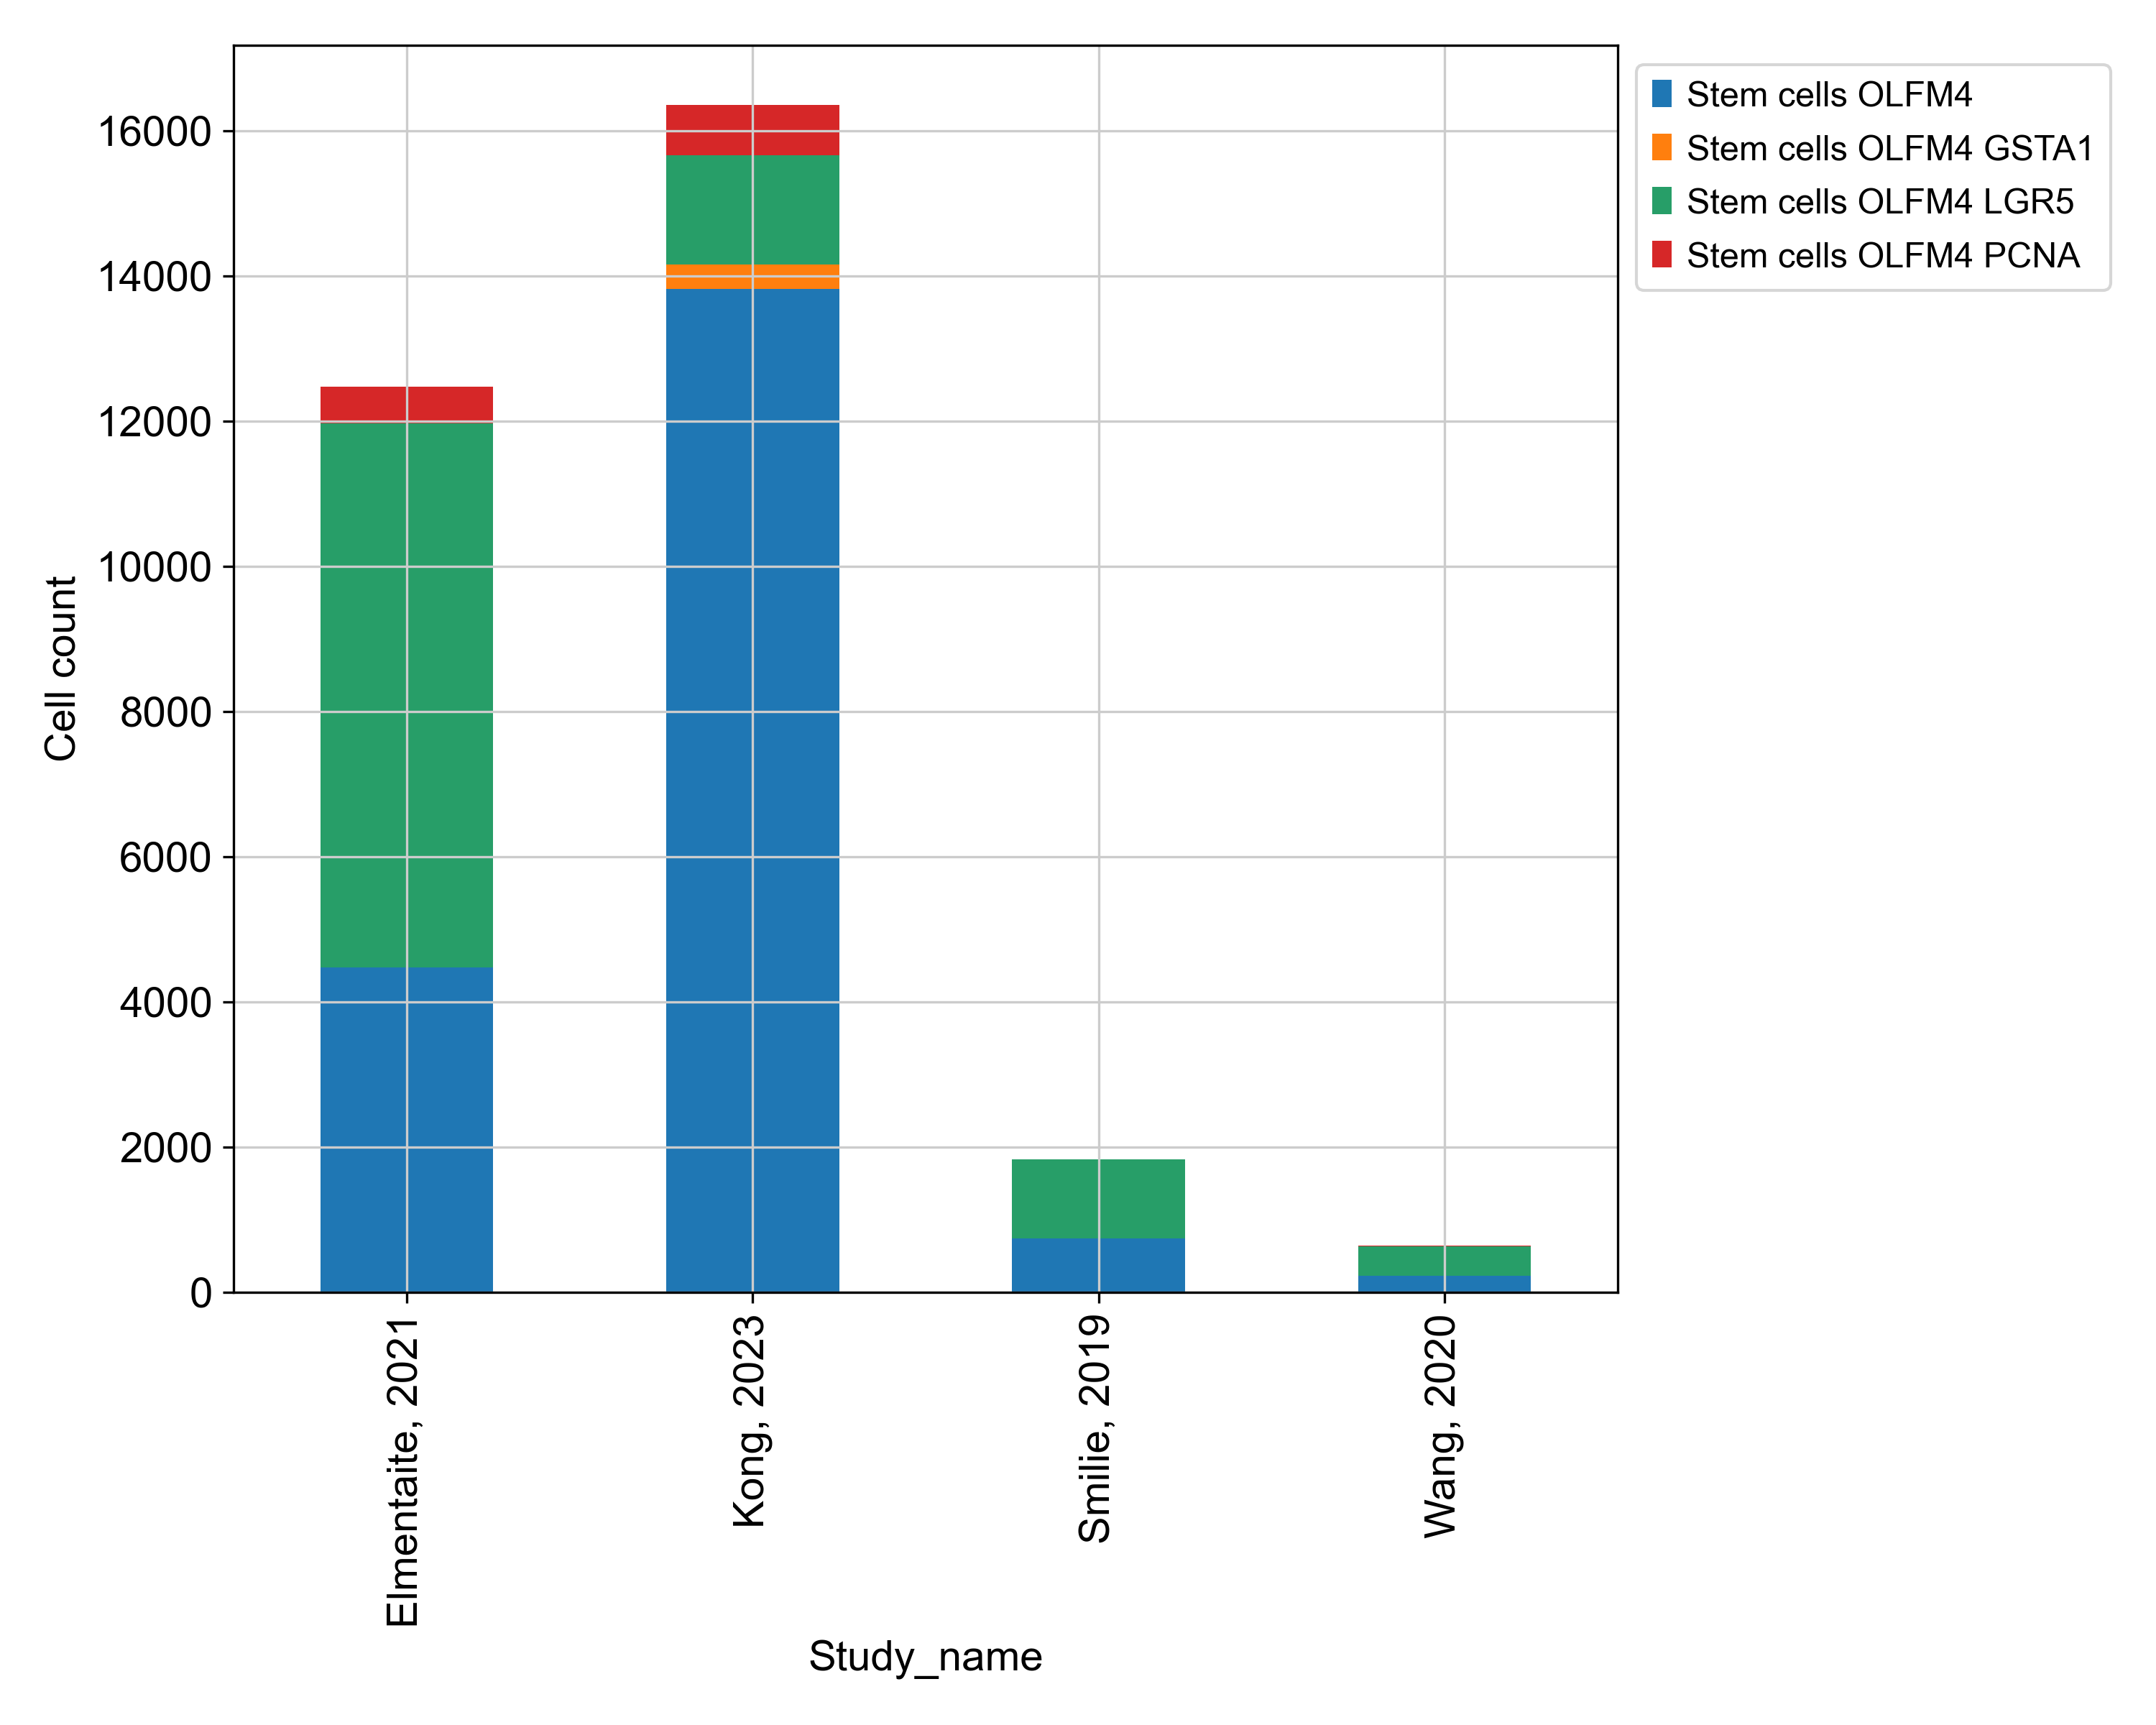 Stem cells OLFM4
Stem cells OLFM4 GSTA1
Stem cells OLFM4 LGR5
Stem cells OLFM4 PCNA
Cell count
16000
14000
12000
10000
8000
6000
4000
2000
0
Elmentaite, 2021
Kong, 2023
Smilie, 2019
Wang, 2020
Study_name